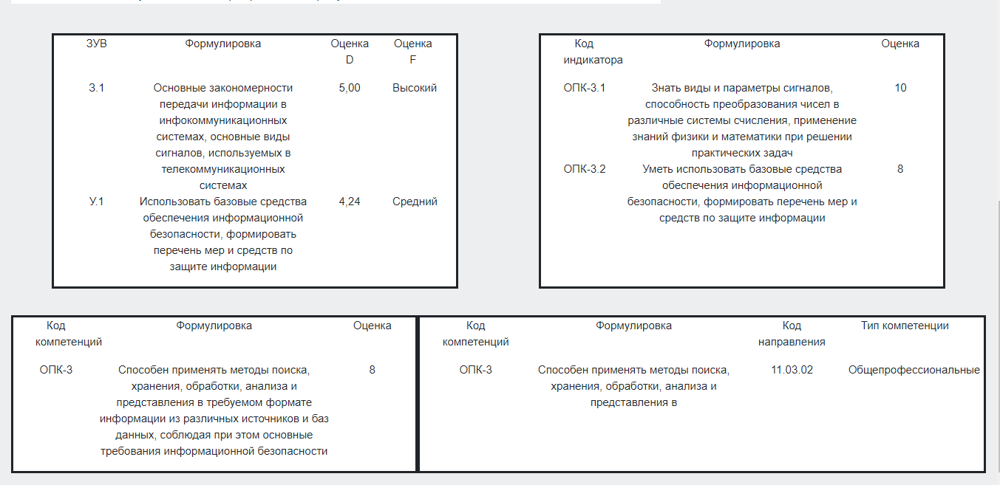 ЗУВ Формулировка Оценка D Оценка F
З.1 Основные закономерности 5,00 Высокий
передачи информации в
инфокоммуникационных
системах, основные виды
сигналов, используемых в
телекоммуникационных
системах
У.1 Использовать базовые средства 4,24 Средний
обеспечения информационной
безопасности, формировать
перечень мер и средств по
защите информации
Код Формулировка Оценка
индикатора
ОПК-3.1 Знать виды и параметры сигналов, 10
способность преобразования чисел в
различные системы счисления, применение
знаний физики и математики при решении
практических задач
ОПК-3.2 Уметь использовать базовые средства 8
обеспечения информационной
безопасности, формировать перечень мер и
средств по защите информации
Код Формулировка Оценка
компетенций
ОПК-3 Способен применять методы поиска, 8
хранения, обработки, анализа и
представления в требуемом формате
информации из различных источников и баз
данных, соблюдая при этом основные
требования информационной безопасности
Код Формулировка Код Тип компетенции
компетенций направления
ОПК-3 Способен применять методы поиска, 11.03.02 Общепрофессиональные
хранения, обработки, анализа и
представления в